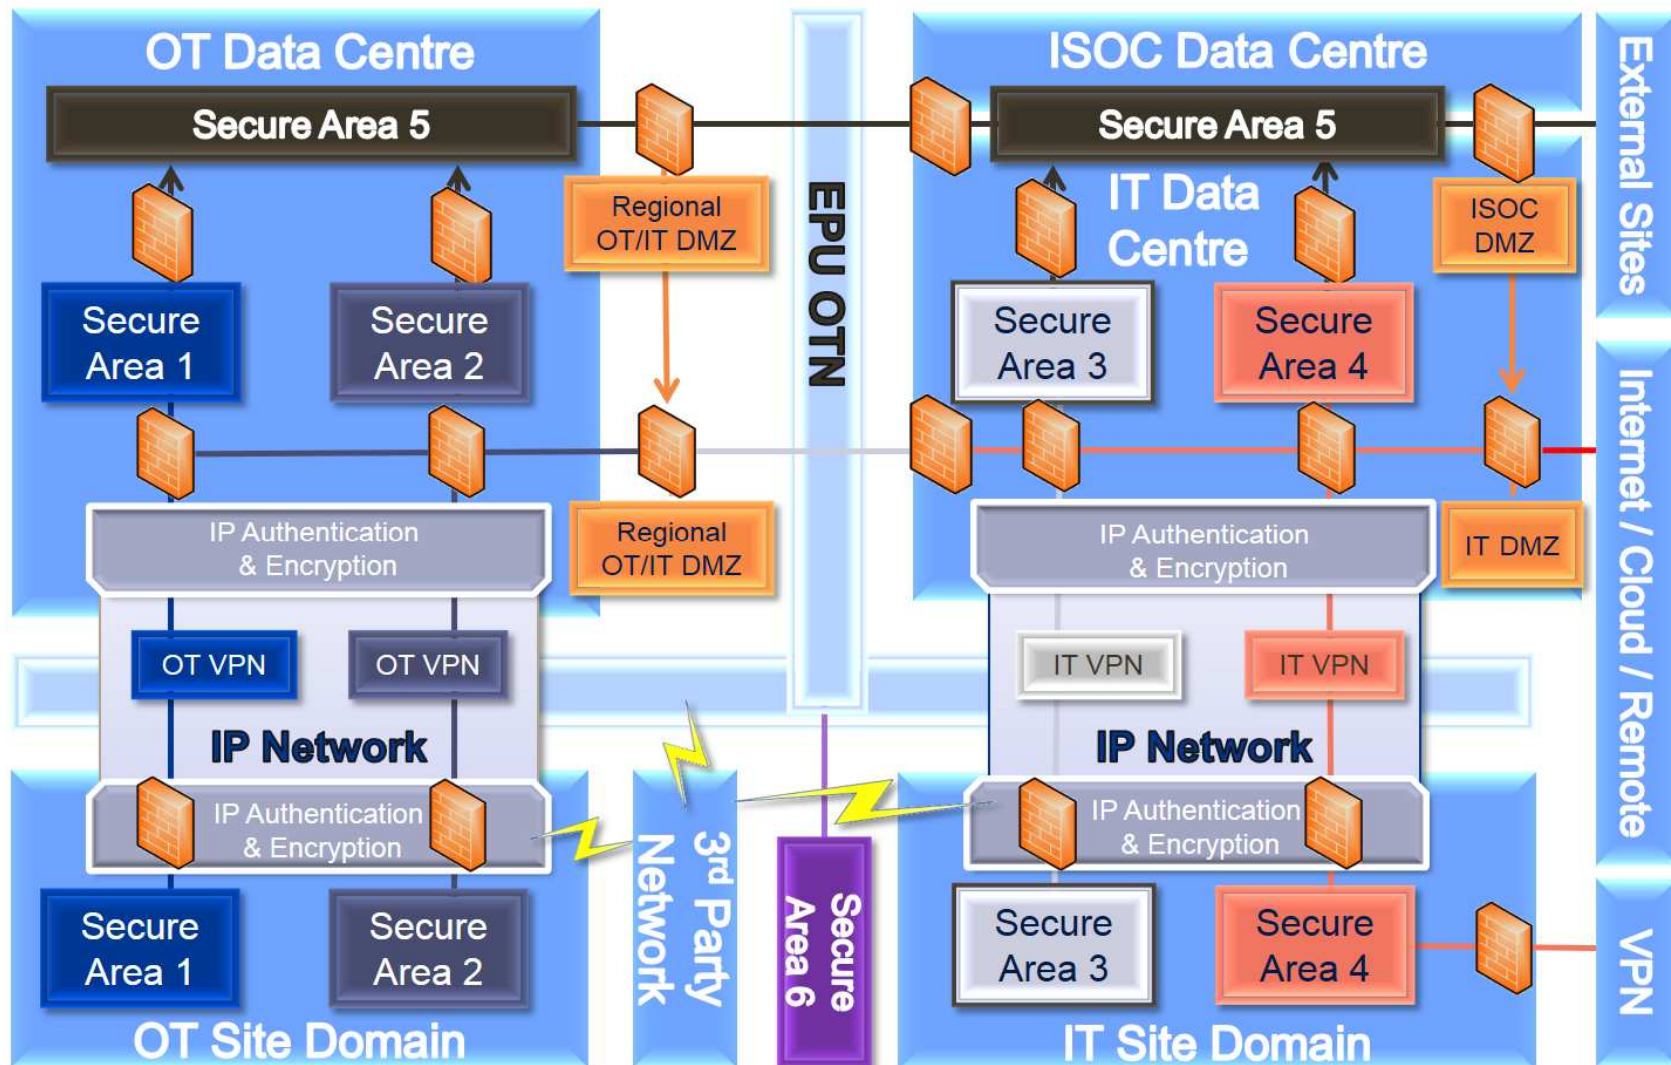 OT Data Centre
Secure Area 5
Regional
OT/IT DMZ
Secure
Area 1
Secure
Area 2
IP Authentication
& Encryption
Regional
OT/IT DMZ
OT VPN
OT VPN
IP Network
IP Authentication
& Encryption
Secure
Area 1
Secure
Area 2
OT Site Domain
EPU OTN
3rd Party
Network
Secure
Area 6
ISOC Data Centre
Secure Area 5
IT Data
Centre
ISOC
DMZ
Secure
Area 3
Secure
Area 4
IP Authentication
& Encryption
IT DMZ
IT VPN
IT VPN
IP Network
IP Authentication
& Encryption
Secure
Area 3
Secure
Area 4
IT Site Domain
External Sites
Internet / Cloud / Remote
VPN